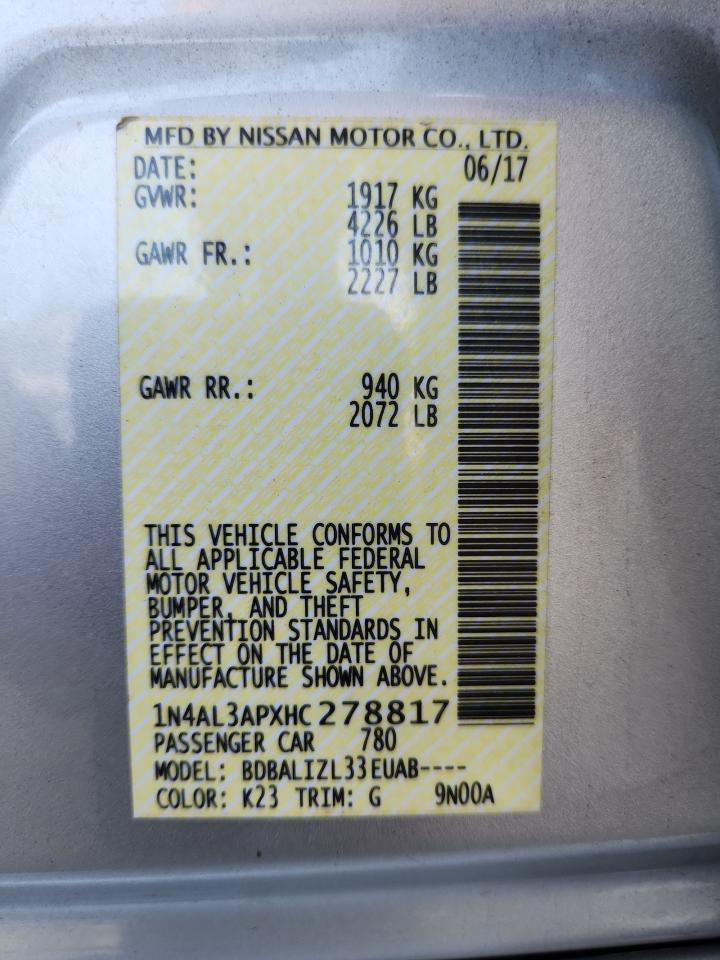 MFD BY NISSAN MOTOR CO., LTD.
DATE: 06/17
GVWR: 1917 KG
4226 LB
GAWR FR.: 1010 KG
2227 LB
GAWR RR.: 940 KG
2072 LB
THIS VEHICLE CONFORMS TO
ALL APPLICABLE FEDERAL
MOTOR VEHICLE SAFETY,
BUMPER, AND THEFT
PREVENTION STANDARDS IN
EFFECT ON THE DATE OF
MANUFACTURE SHOWN ABOVE.
1N4AL3APXHC278817
PASSENGER CAR 780
MODEL: BDBALIZL33EUAB----
COLOR: K23 TRIM: G 9N00A